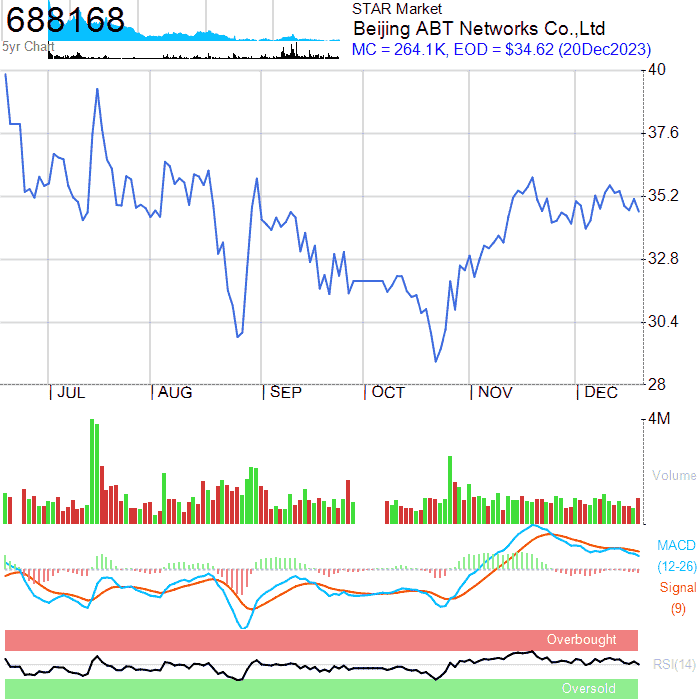 688168
5yr Chart
STAR Market
Beijing ABT Networks Co.,Ltd
MC = 264.1K, EOD = $34.62 (20Dec2023)
40
37.6
35.2
32.8
30.4
28
JUL AUG SEP OCT NOV DEC
4M
Volume
MACD
(12-26)
Signal
(9)
Overbought
RSI(14)
Oversold